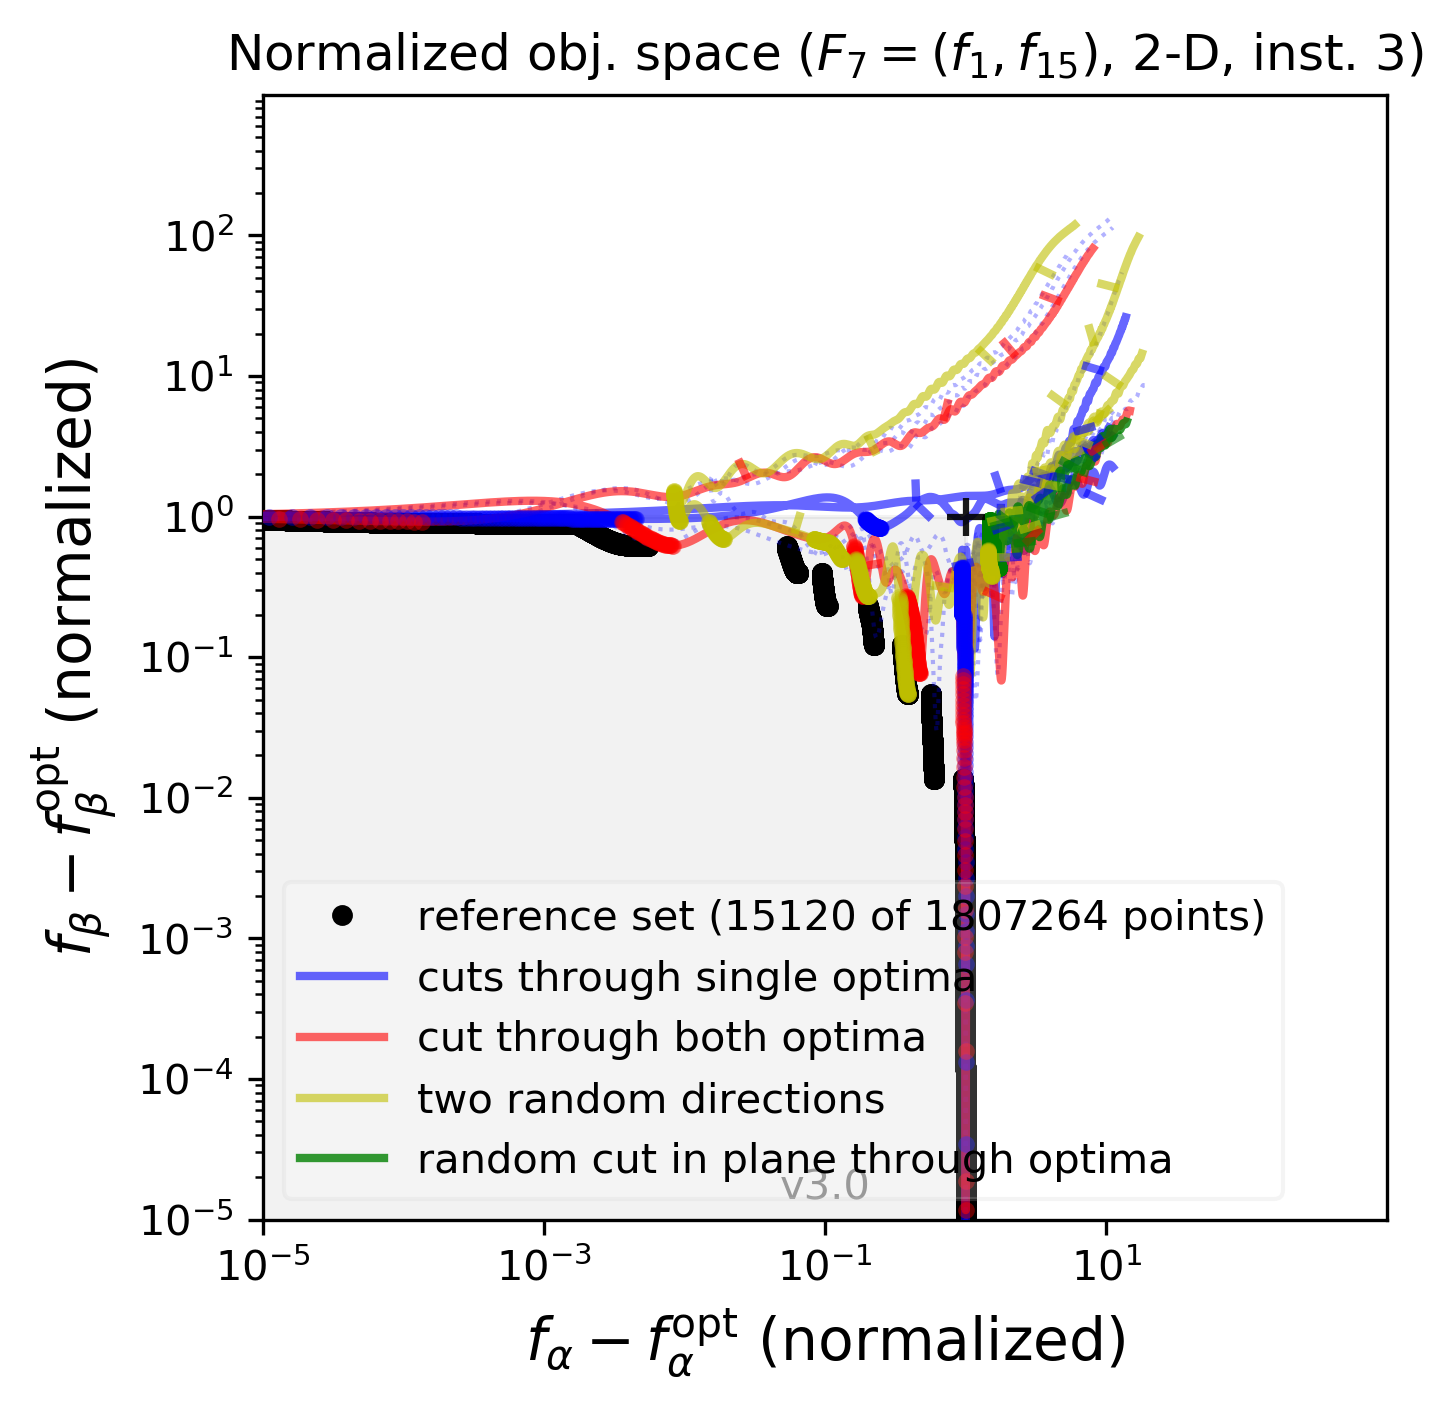 Normalized obj. space (F₇ = (f₁, f₁₅), 2-D, inst. 3)
10²
10¹
10⁰
10⁻¹
10⁻²
10⁻³
10⁻⁴
10⁻⁵
f_β − f_β^opt (normalized)
reference set (15120 of 1807264 points)
cuts through single optima
cut through both optima
two random directions
random cut in plane through optima
v3.0
10⁻⁵ 10⁻³ 10⁻¹ 10¹
f_α − f_α^opt (normalized)